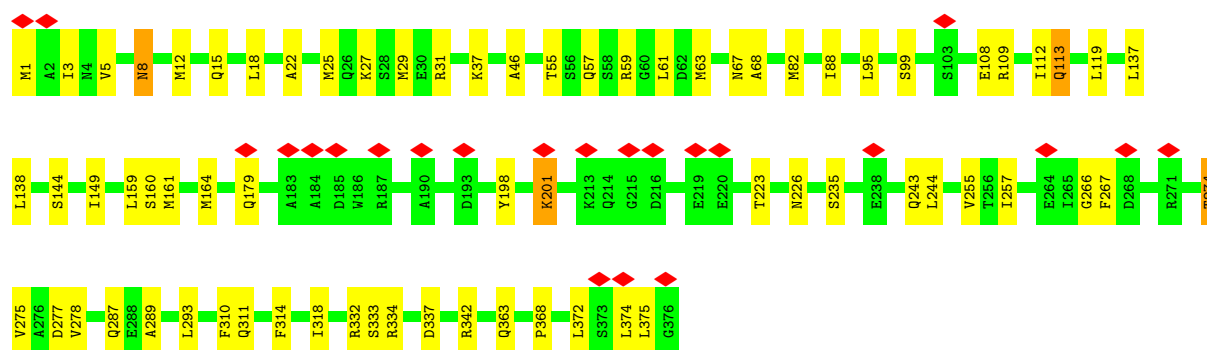 M1 A2 I3 N4 V5 N8 M12 Q15 L18 A22 M25 Q26 K27 S28 M29 E30 R31 K37 A46 T55 S56 Q57 S58 R59 G60 L61 D62 M63 N67 A68 M82 I88 L95 S99 S103 E108 R109 I112 Q113 L119 L137
L138 S144 I149 L159 S160 M161 M164 Q179 A183 A184 D185 W186 R187 A190 D193 Y198 K201 K213 Q214 G215 D216 E219 E220 T223 N226 S235 E238 Q243 L244 V255 T256 I257 E264 I265 G266 F267 D268 R271
V275 A276 D277 V278 Q287 E288 A289 L293 F310 Q311 F314 I318 R332 S333 R334 D337 R342 Q363 P368 L372 S373 L374 L375 G376